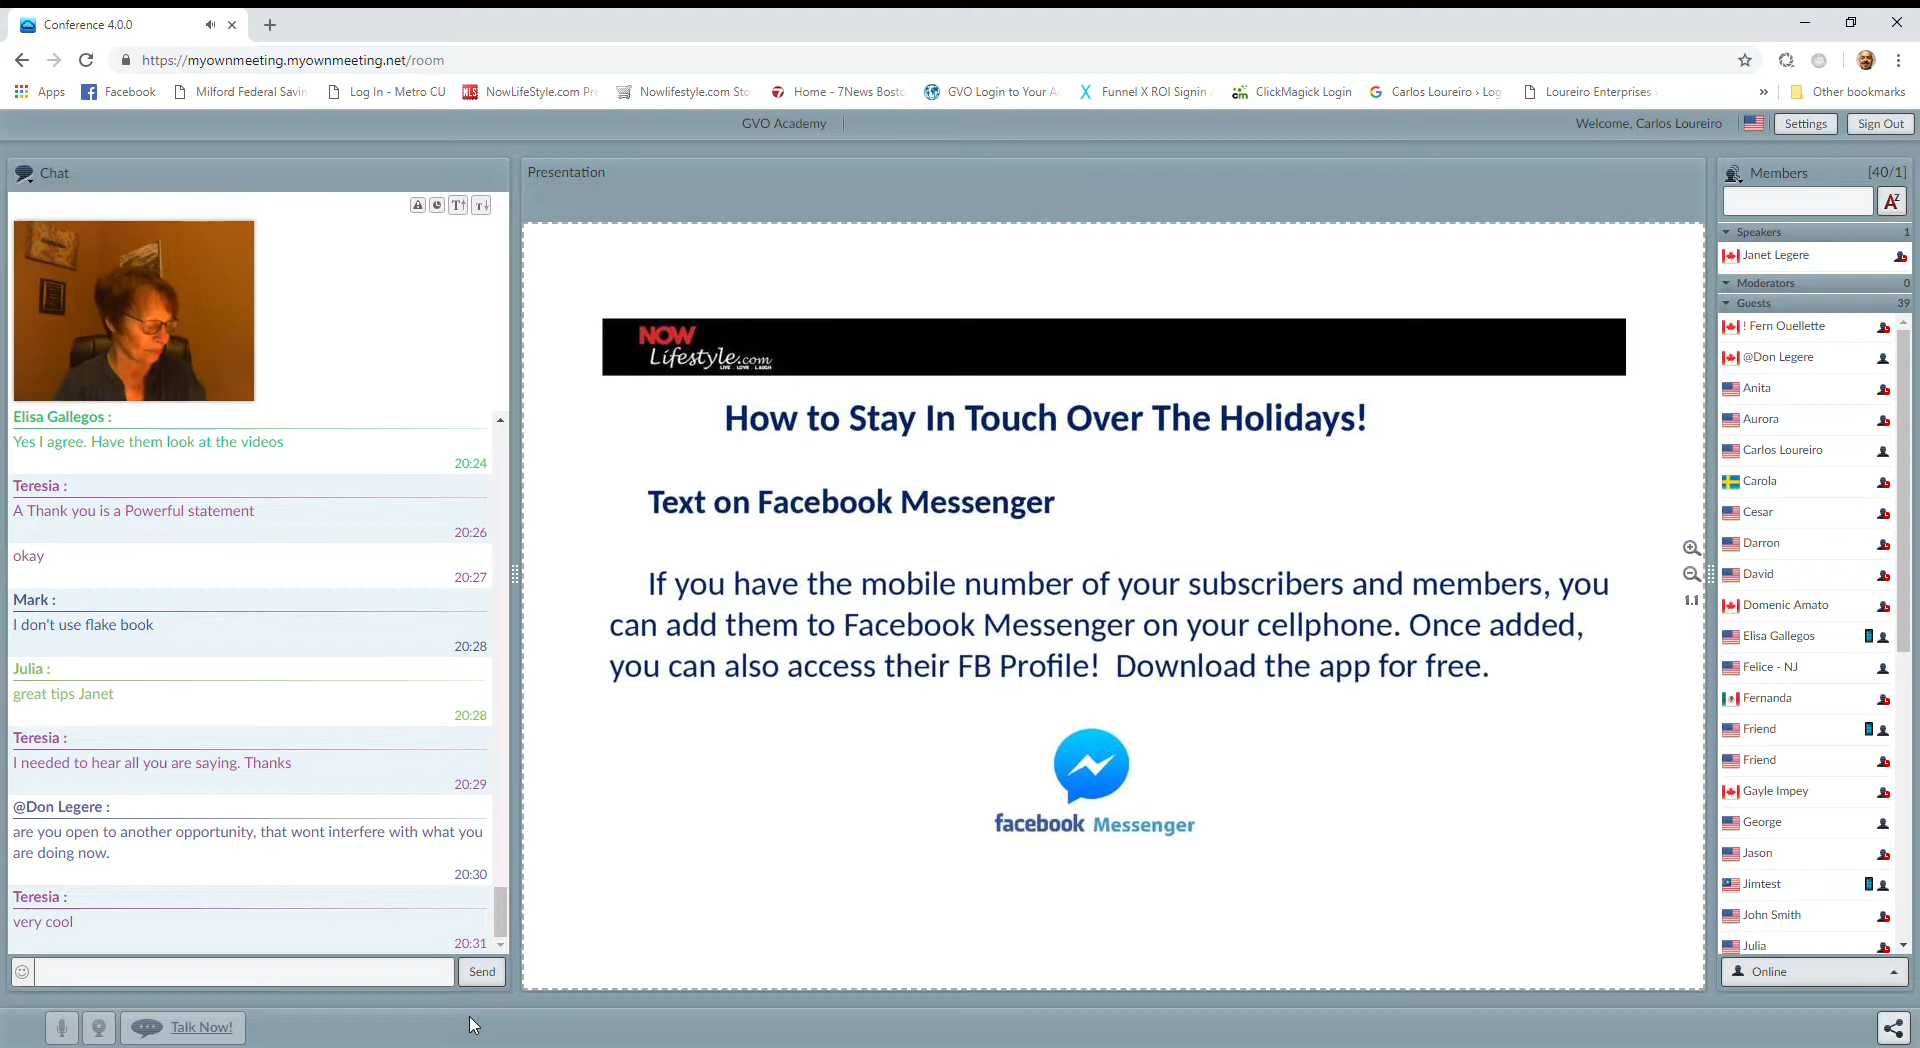 Conference 4.0.0
https://myownmeeting.myownmeeting.net/room
Apps
Facebook
Milford Federal Savin
Log In - Metro CU
NLS
NowLifeStyle.com Pre
Nowlifestyle.com Sto
Home - 7News Bosto
GVO Login to Your A
Funnel X ROI Signin
ClickMagick Login
Carlos Loureiro › Log
Loureiro Enterprises
»
Other bookmarks
GVO Academy
Welcome, Carlos Loureiro
Settings
Sign Out
Chat
Elisa Gallegos :
Yes I agree. Have them look at the videos
20:24
Teresia :
A Thank you is a Powerful statement
20:26
okay
20:27
Mark :
I don't use flake book
20:28
Julia :
great tips Janet
20:28
Teresia :
I needed to hear all you are saying. Thanks
20:29
@Don Legere :
are you open to another opportunity, that wont interfere with what you
are doing now.
20:30
Teresia :
very cool
20:31
Send
Talk Now!
Presentation
NOW
Lifestyle.com
LIVE · LOVE · LAUGH
How to Stay In Touch Over The Holidays!
Text on Facebook Messenger
If you have the mobile number of your subscribers and members, you
can add them to Facebook Messenger on your cellphone. Once added,
you can also access their FB Profile!  Download the app for free.
facebook Messenger
1:1
Members
[40/1]
Speakers
1
Janet Legere
Moderators
0
Guests
39
! Fern Ouellette
@Don Legere
Anita
Aurora
Carlos Loureiro
Carola
Cesar
Darron
David
Domenic Amato
Elisa Gallegos
Felice - NJ
Fernanda
Friend
Friend
Gayle Impey
George
Jason
Jimtest
John Smith
Julia
Online